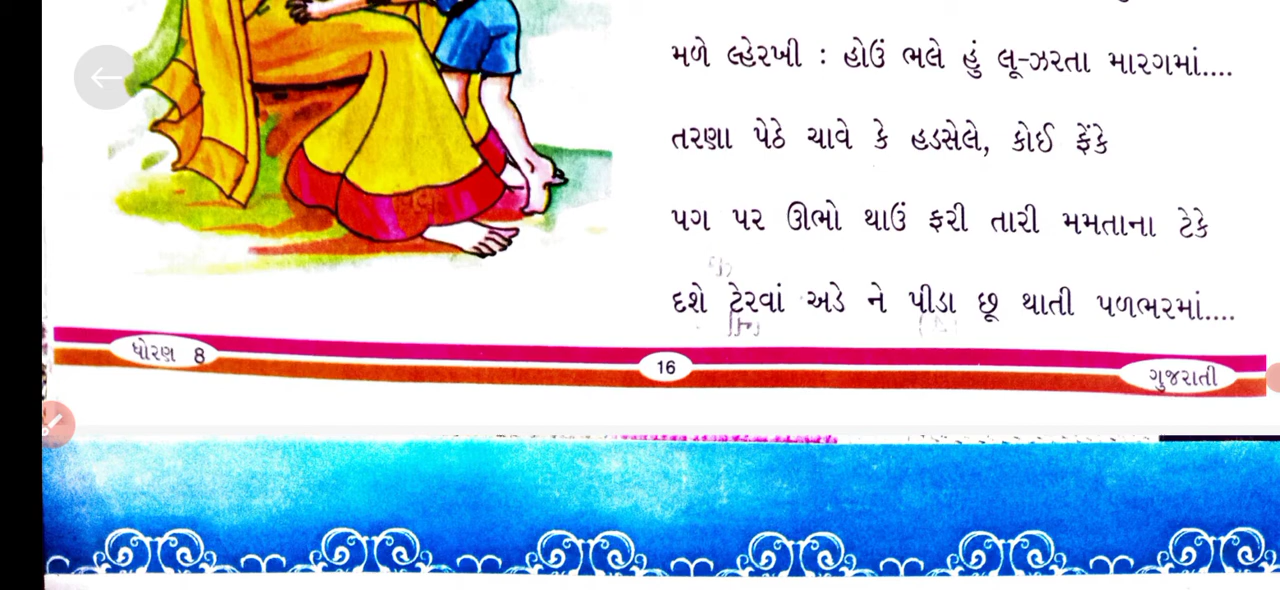 મળે લ્હેરખી : હોઉં ભલે હું લૂ-ઝરતા મારગમાં....
તરણા પેઠે ચાવે કે હડસેલે, કોઈ ફેંકે
પગ પર ઊભો થાઉં ફરી તારી મમતાના ટેકે
દશે ટેરવાં અડે ને પીડા છૂ થાતી પળભરમાં....
ધોરણ 8
16
ગુજરાતી